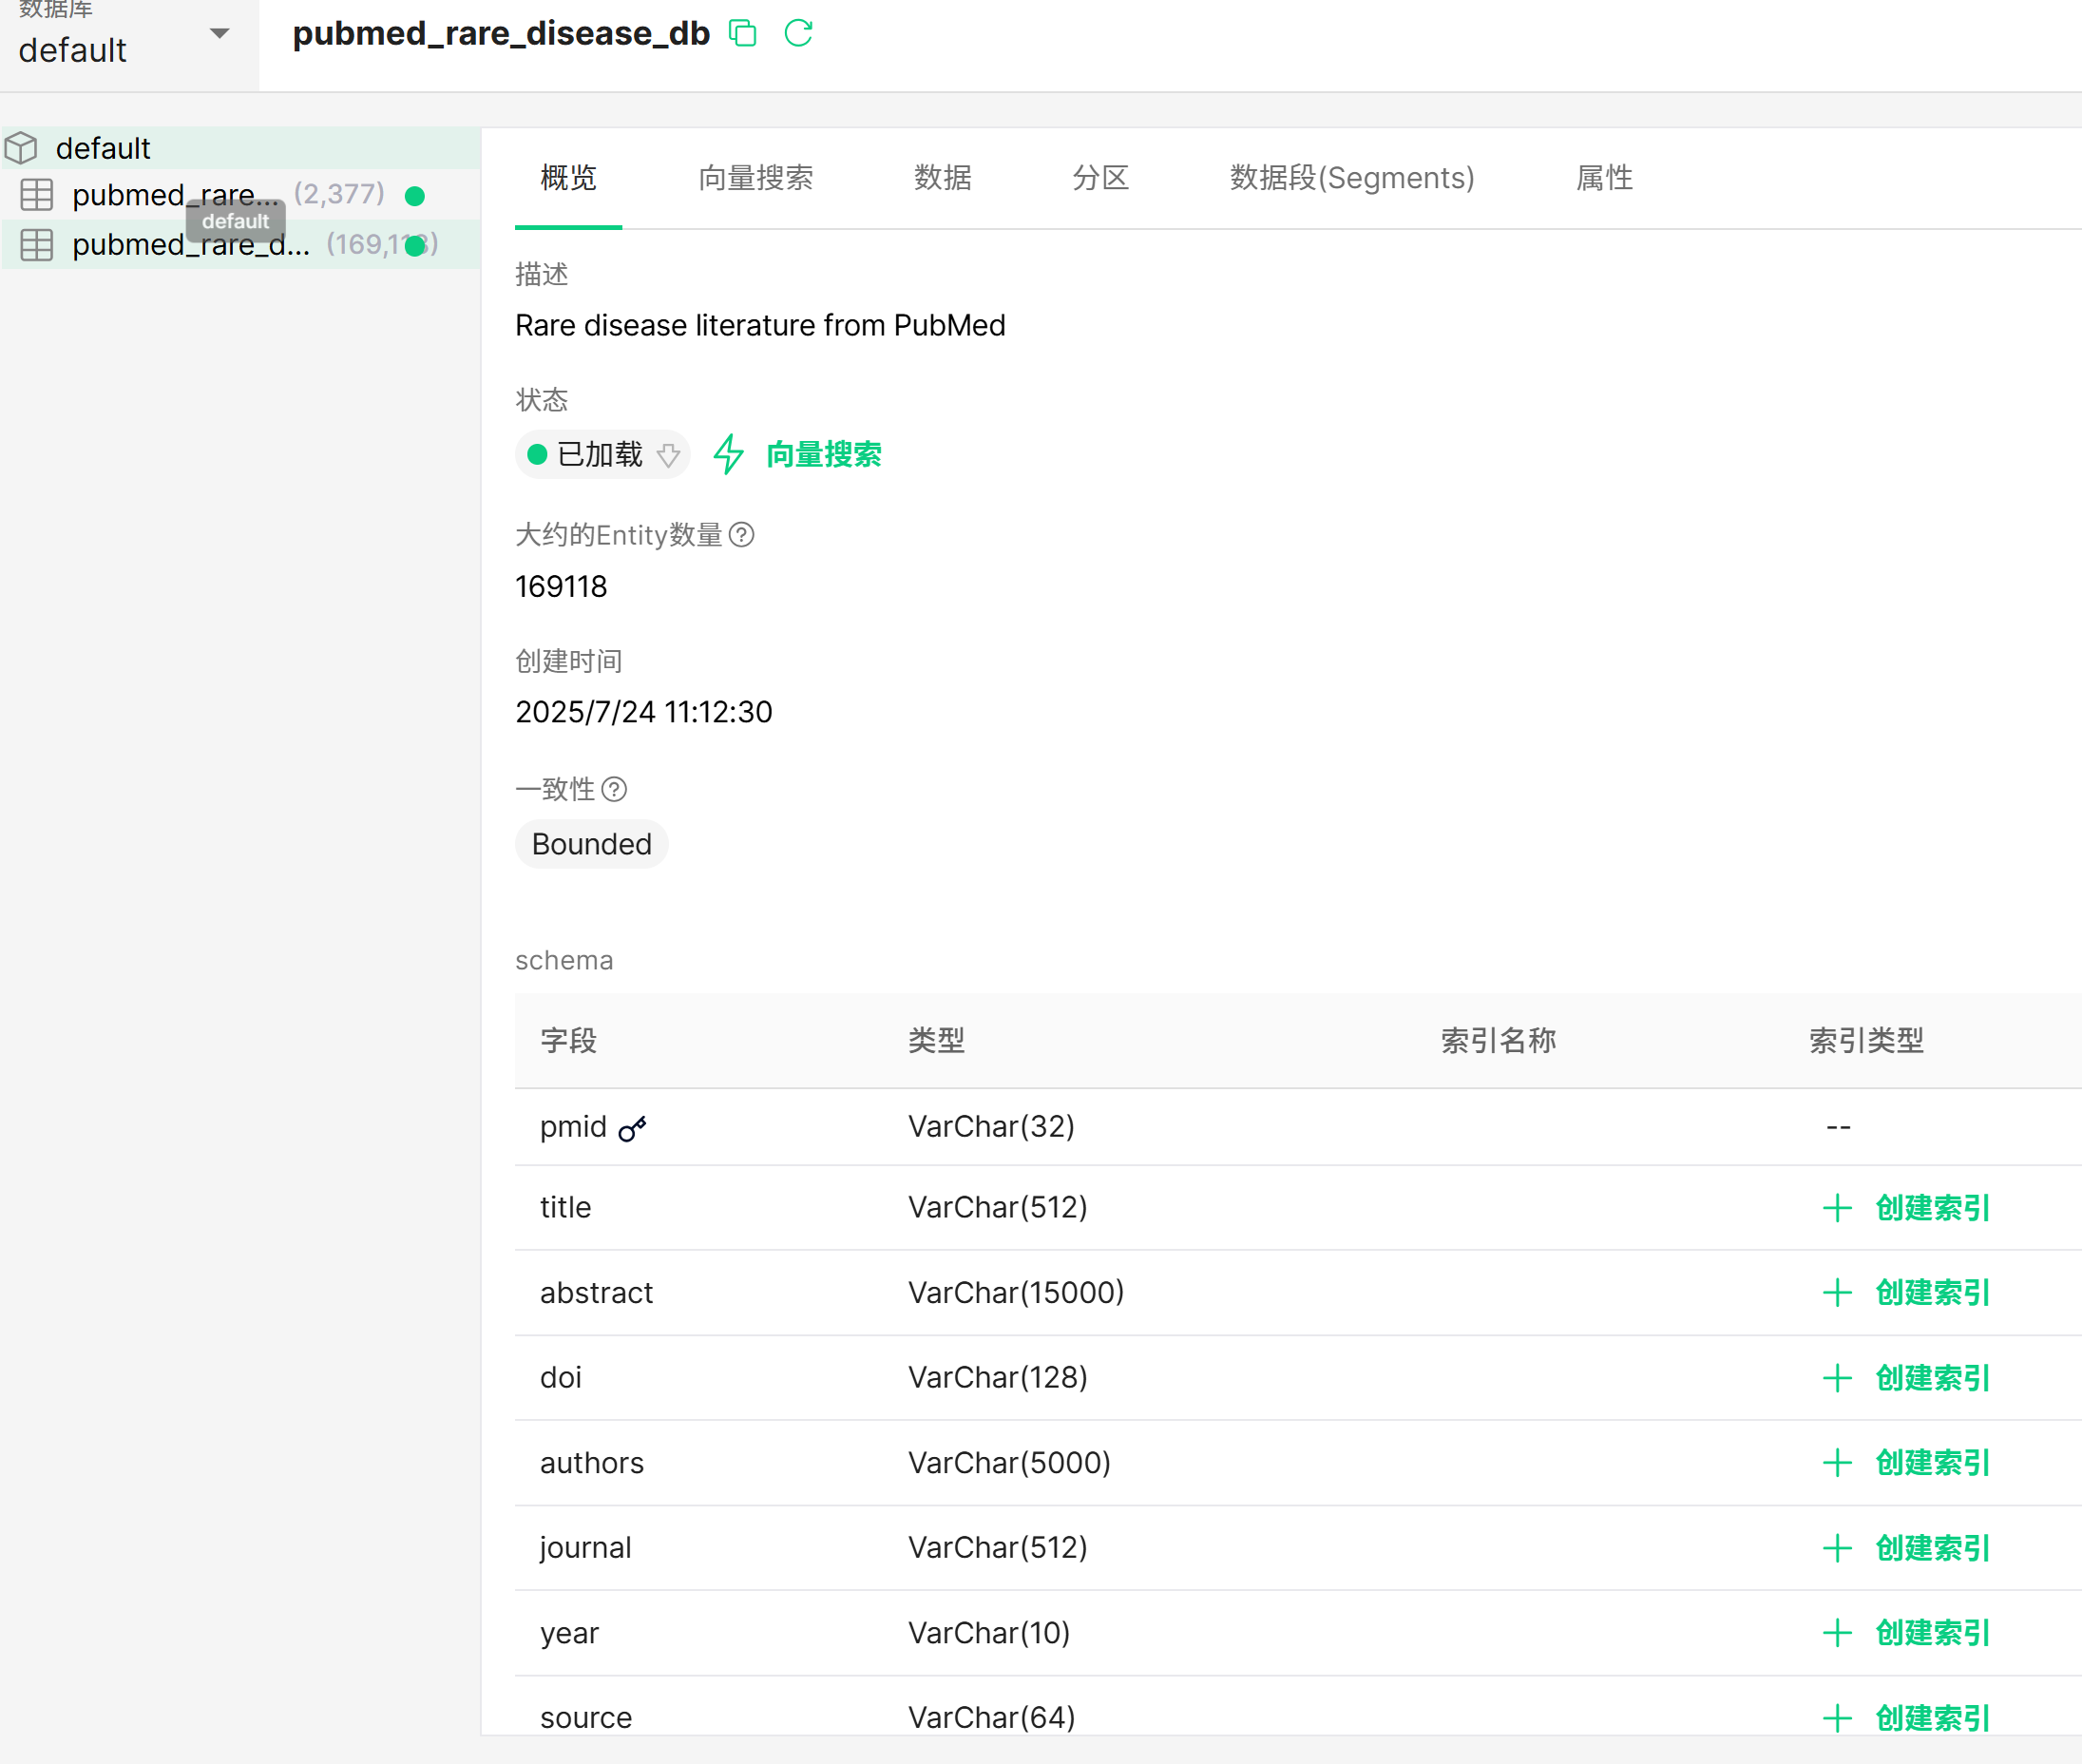 数据库
default
pubmed_rare_disease_db
default
pubmed_rare... (2,377)
default
pubmed_rare_d... (169,118)
概览
向量搜索
数据
分区
数据段(Segments)
属性
描述
Rare disease literature from PubMed
状态
已加载
向量搜索
大约的Entity数量
169118
创建时间
2025/7/24 11:12:30
一致性
Bounded
schema
字段 类型 索引名称 索引类型
pmid VarChar(32) --
title VarChar(512) 创建索引
abstract VarChar(15000) 创建索引
doi VarChar(128) 创建索引
authors VarChar(5000) 创建索引
journal VarChar(512) 创建索引
year VarChar(10) 创建索引
source VarChar(64) 创建索引